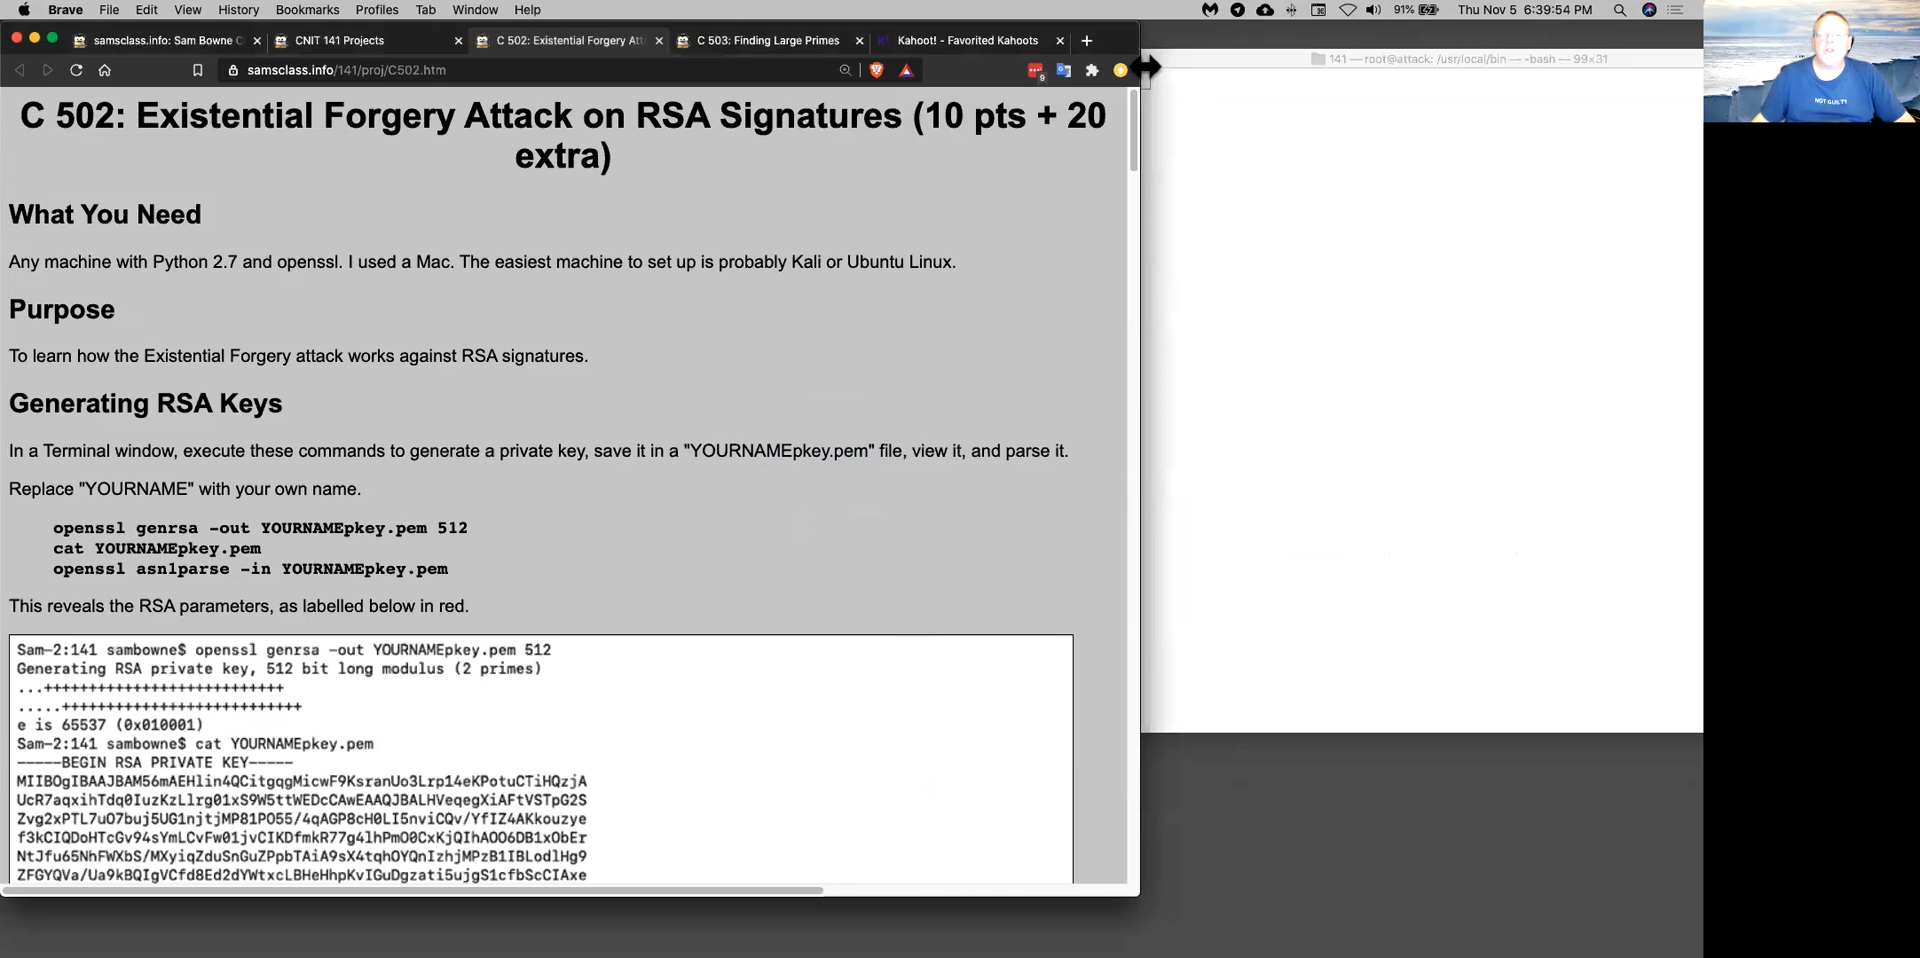 Brave File Edit View History Bookmarks Profiles Tab Window Help
91% Thu Nov 5 6:39:54 PM
samsclass.info: Sam Bowne C
CNIT 141 Projects
C 502: Existential Forgery Att
C 503: Finding Large Primes
Kahoot! - Favorited Kahoots
samsclass.info/141/proj/C502.htm
9
141 — root@attack: /usr/local/bin — -bash — 99×31
NOT GUILTY
C 502: Existential Forgery Attack on RSA Signatures (10 pts + 20
extra)
What You Need
Any machine with Python 2.7 and openssl. I used a Mac. The easiest machine to set up is probably Kali or Ubuntu Linux.
Purpose
To learn how the Existential Forgery attack works against RSA signatures.
Generating RSA Keys
In a Terminal window, execute these commands to generate a private key, save it in a "YOURNAMEpkey.pem" file, view it, and parse it.
Replace "YOURNAME" with your own name.
openssl genrsa -out YOURNAMEpkey.pem 512
cat YOURNAMEpkey.pem
openssl asn1parse -in YOURNAMEpkey.pem
This reveals the RSA parameters, as labelled below in red.
Sam-2:141 sambowne$ openssl genrsa -out YOURNAMEpkey.pem 512
Generating RSA private key, 512 bit long modulus (2 primes)
...+++++++++++++++++++++++++++
.....+++++++++++++++++++++++++++
e is 65537 (0x010001)
Sam-2:141 sambowne$ cat YOURNAMEpkey.pem
-----BEGIN RSA PRIVATE KEY-----
MIIBOgIBAAJBAM56mAEHlin4QCitgqgMicwF9KsranUo3Lrp14eKPotuCTiHQzjA
UcR7aqxihTdq0IuzKzLlrg01xS9W5ttWEDcCAwEAAQJBALHVeqegXiAFtVSTpG2S
Zvg2xPTL7uO7buj5UG1njtjMP81PO55/4qAGP8cH0LI5nviCQv/YfIZ4AKkouzye
f3kCIQDoHTcGv94sYmLCvFw01jvCIKDfmkR77g4lhPmO0CxKjQIhAOO6DB1xObEr
NtJfu65NhFWXbS/MXyiqZduSnGuZPpbTAiA9sX4tqhOYQnIzhjMPzB1IBLodlHg9
ZFGYQVa/Ua9kBQIgVCfd8Ed2dYWtxcLBHeHhpKvIGuDgzati5ujgS1cfbScCIAxe